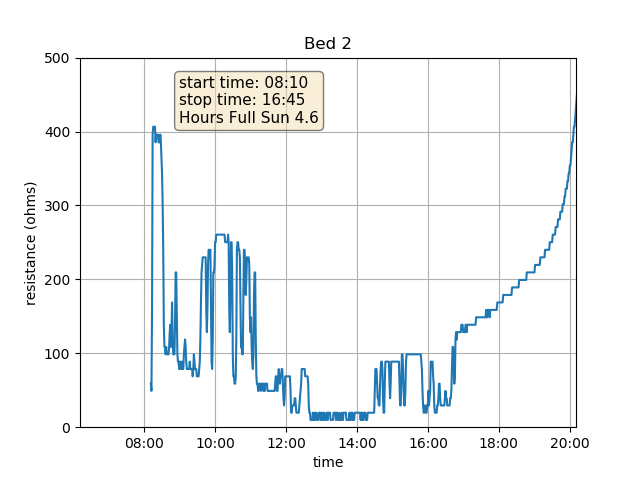 Bed 2
500
start time: 08:10
stop time: 16:45
Hours Full Sun 4.6
400
300
200
100
0
resistance (ohms)
08:00 10:00 12:00 14:00 16:00 18:00 20:00
time